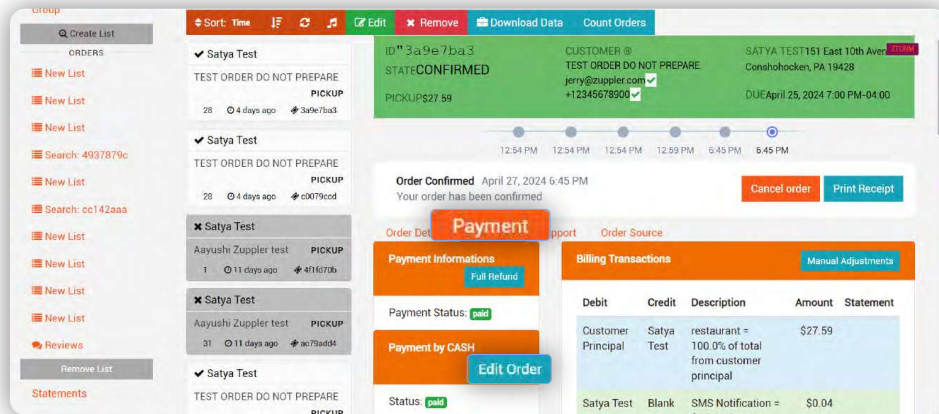 Group
Create List
ORDERS
New List
New List
New List
Search: 4937879c
New List
Search: cc142aaa
New List
New List
New List
New List
Reviews
Remove List
Statements
Sort: Time
Edit
Remove
Download Data
Count Orders
Satya Test
TEST ORDER DO NOT PREPARE
PICKUP
28 4 days ago 3a9e7ba3
Satya Test
TEST ORDER DO NOT PREPARE
PICKUP
28 4 days ago c0079ccd
Satya Test
Aayushi Zuppler test PICKUP
1 11 days ago 4f1fd70b
Satya Test
Aayushi Zuppler test PICKUP
31 11 days ago ac79add4
Satya Test
TEST ORDER DO NOT PREPARE
PICKUP
ID"3a9e7ba3
STATECONFIRMED
PICKUP$27.59
CUSTOMER ®
TEST ORDER DO NOT PREPARE
jerry@zuppler.com
+12345678900
SATYA TEST151 East 10th Aven
Conshohocken, PA 19428
DUEApril 25, 2024 7:00 PM-04:00
12:54 PM 12:54 PM 12:54 PM 12:59 PM 6:45 PM 6:45 PM
Order Confirmed April 27, 2024 6:45 PM
Your order has been confirmed
Cancel order
Print Receipt
Order Det
Payment
pport
Order Source
Payment Informations
Full Refund
Payment Status: paid
Payment by CASH
Edit Order
Status: paid
Billing Transactions
Manual Adjustments
Debit Credit Description Amount Statement
Customer Principal Satya Test restaurant = 100.0% of total from customer principal $27.59
Satya Test Blank SMS Notification = $0.04